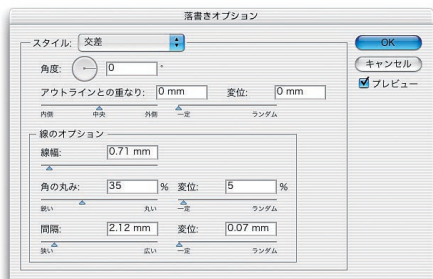 落書きオプション
スタイル: 交差
OK
キャンセル
プレビュー
角度: 0 °
アウトラインとの重なり: 0 mm 変位: 0 mm
内側 中央 外側 一定 ランダム
線のオプション
線幅: 0.71 mm
角の丸み: 35 % 変位: 5 %
鋭い 丸い 一定 ランダム
間隔: 2.12 mm 変位: 0.07 mm
狭い 広い 一定 ランダム